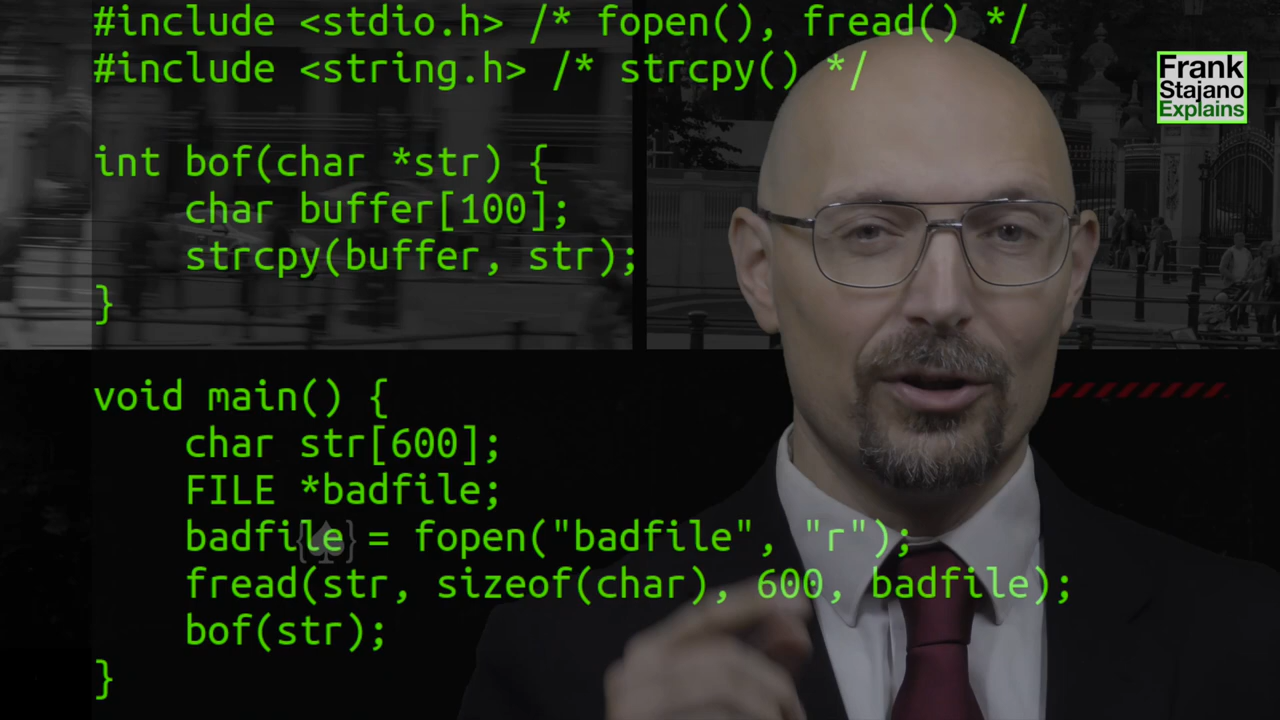 #include <stdio.h> /* fopen(), fread() */
#include <string.h> /* strcpy() */
Frank
Stajano
Explains
int bof(char *str) {
char buffer[100];
strcpy(buffer, str);
}
void main() {
char str[600];
FILE *badfile;
badfile = fopen("badfile", "r");
fread(str, sizeof(char), 600, badfile);
bof(str);
}